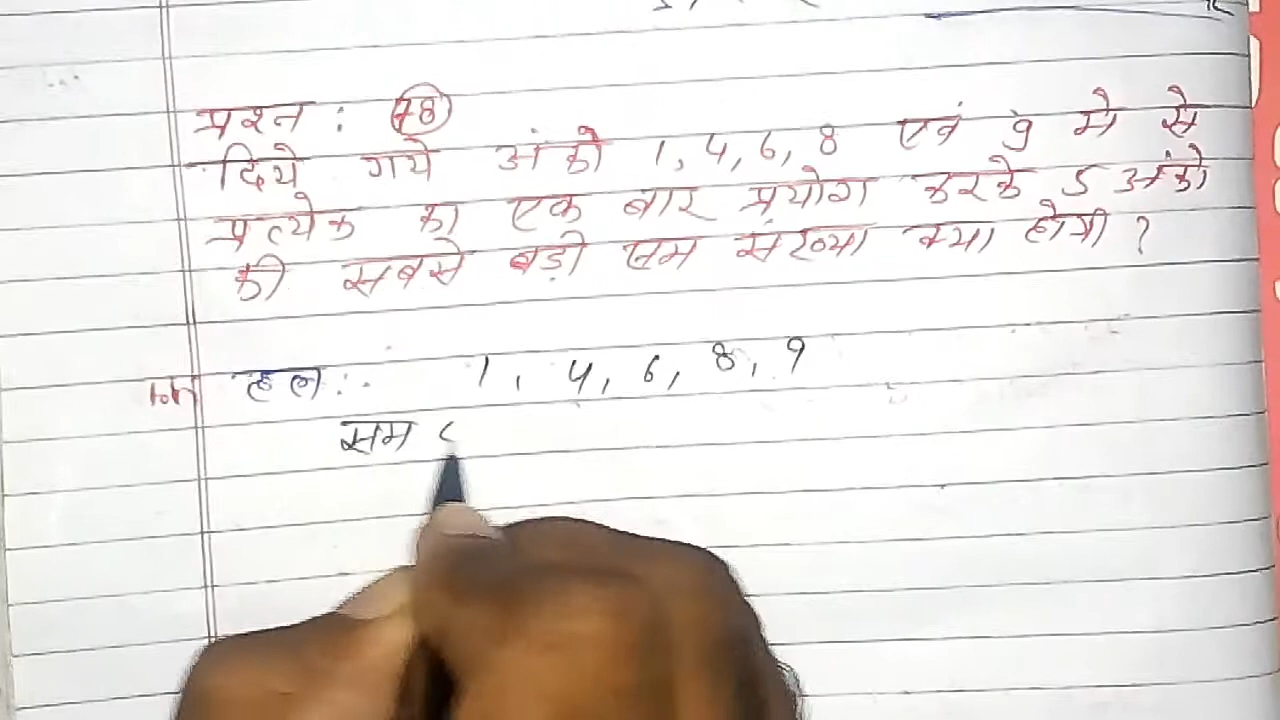 प्रश्न : 78
दिये गये अंको 1, 4, 6, 8 एवं 9 मे से
प्रत्येक का एक बार प्रयोग करके 5 अंको
की सबसे बड़ी सम संख्या क्या होगी ?
हल : 1, 4, 6, 8, 9
सम